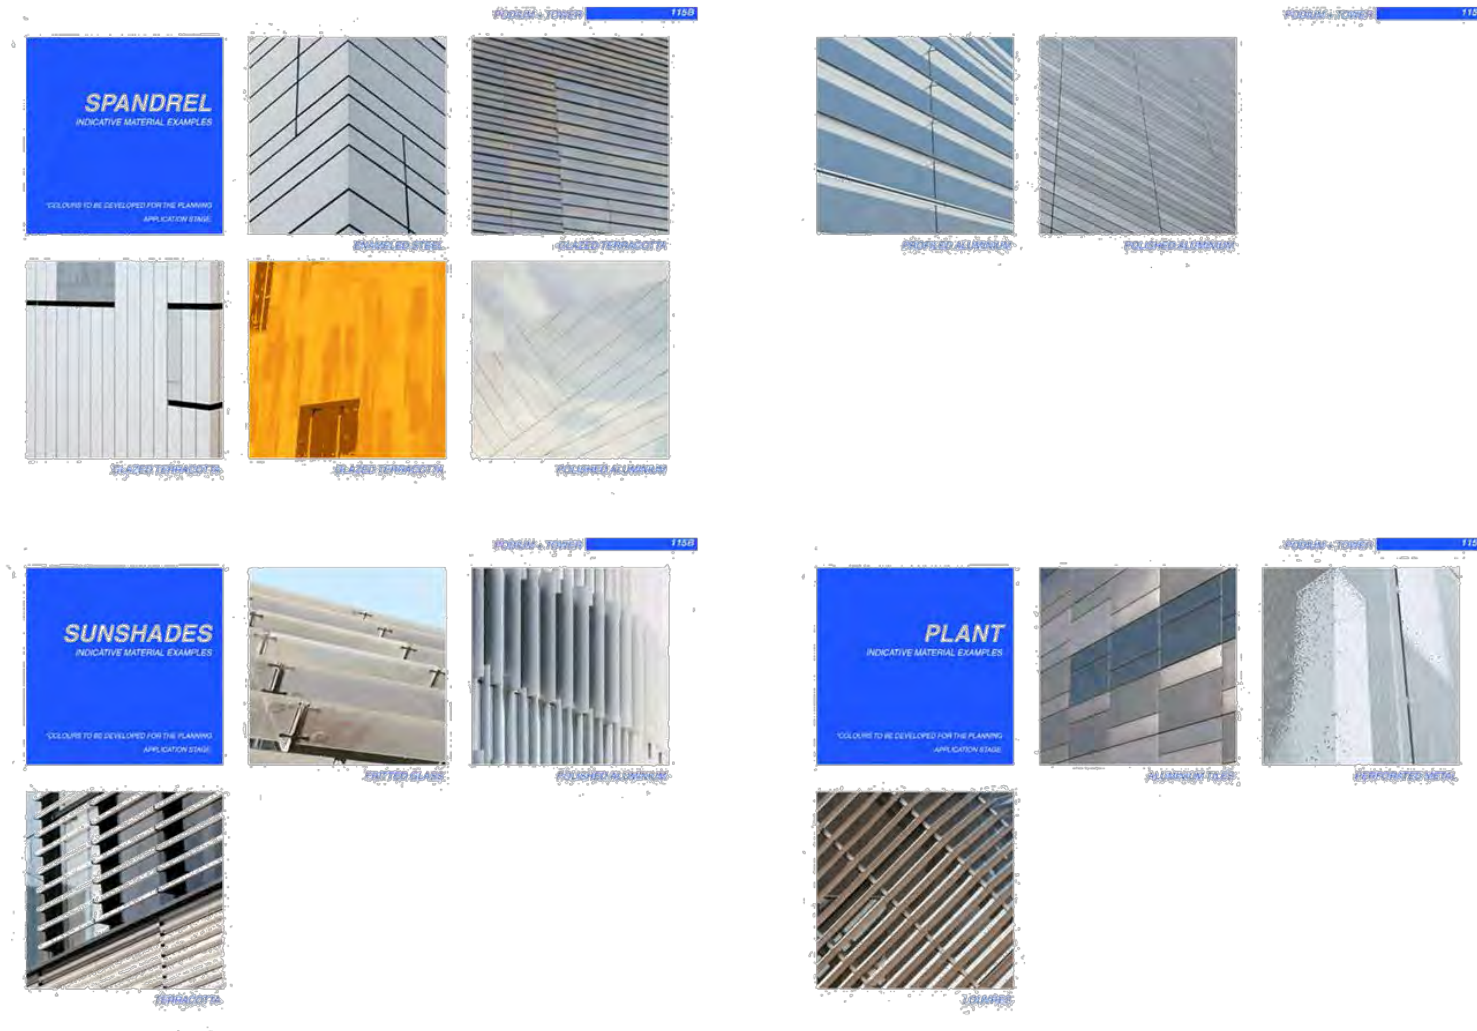 PODIUM + TOWER 115B
SPANDREL
INDICATIVE MATERIAL EXAMPLES
*COLOURS TO BE DEVELOPED FOR THE PLANNING
APPLICATION STAGE.
ENAMELED STEEL
GLAZED TERRACOTTA
GLAZED TERRACOTTA
GLAZED TERRACOTTA
POLISHED ALUMINIUM
PODIUM + TOWER 115
PROFILED ALUMINIUM
POLISHED ALUMINIUM
PODIUM + TOWER 115B
SUNSHADES
INDICATIVE MATERIAL EXAMPLES
*COLOURS TO BE DEVELOPED FOR THE PLANNING
APPLICATION STAGE.
FRITTED GLASS
POLISHED ALUMINIUM
TERRACOTTA
PODIUM + TOWER 115
PLANT
INDICATIVE MATERIAL EXAMPLES
*COLOURS TO BE DEVELOPED FOR THE PLANNING
APPLICATION STAGE.
ALUMINIUM TILES
PERFORATED METAL
LOUVRES